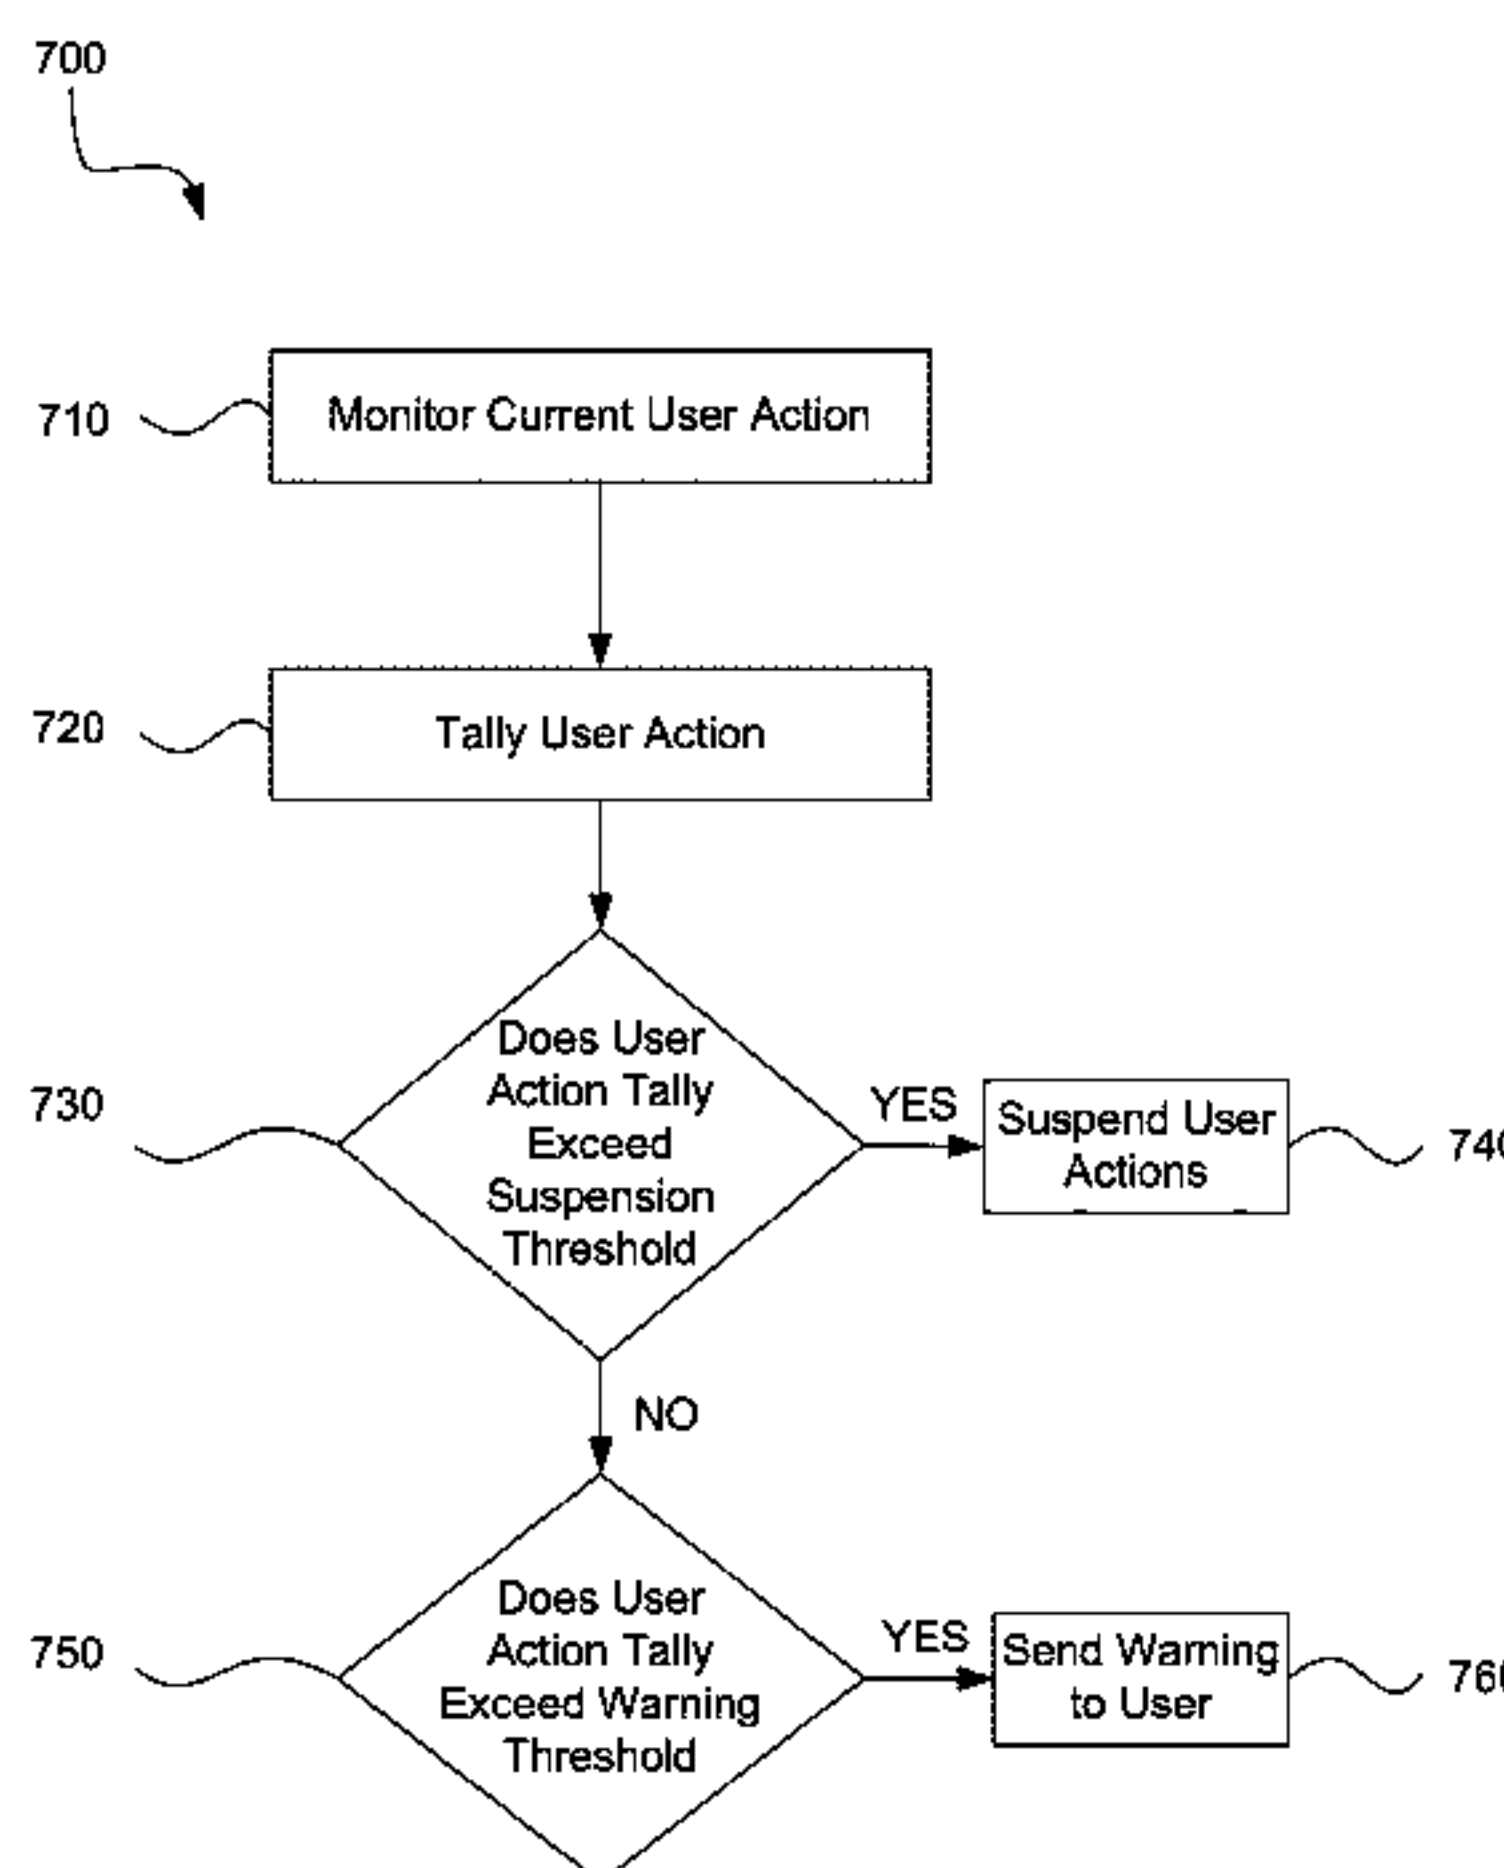 700
710
Monitor Current User Action
720
Tally User Action
730
Does User
Action Tally
Exceed
Suspension
Threshold
YES
Suspend User
Actions
NO
750
Does User
Action Tally
Exceed Warning
Threshold
YES
Send Warning
to User